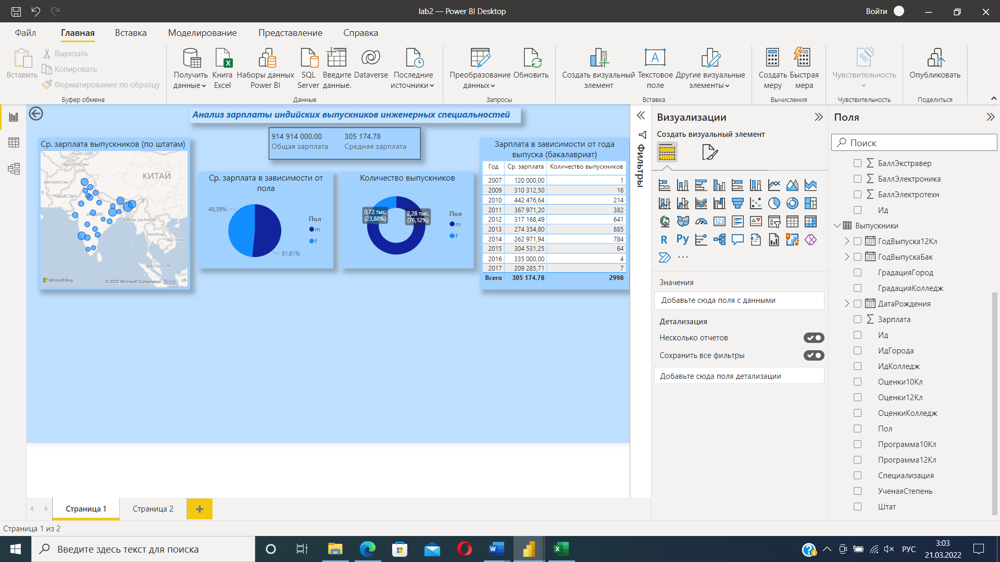 lab2 — Power BI Desktop
Войти
Файл
Главная
Вставка
Моделирование
Представление
Справка
Вставить
Вырезать
Копировать
Форматирование по образцу
Буфер обмена
Получить данные
Книга Excel
Наборы данных Power BI
SQL Server
Введите данные.
Dataverse
Последние источники
Данные
Преобразование данных
Обновить
Запросы
Создать визуальный элемент
Текстовое поле
Другие визуальные элементы
Вставка
Создать меру
Быстрая мера
Вычисления
Чувствительность
Чувствительность
Опубликовать
Поделиться
Анализ зарплаты индийских выпускников инженерных специальностей
914 914 000,00
305 174,78
Общая зарплата
Средняя зарплата
Ср. зарплата выпускников (по штатам)
КИРГИЗИЯ
ТАДЖИКИСТАН
КИТАЙ
АФГАНИСТАН
ПАКИСТАН
ИНДИЯ
БИРМА (МЬЯНМА)
ТАИЛАНД
ВЬЕТНАМ
МАЛАЙЗИЯ
ИН
Microsoft Bing
© 2022 Microsoft Corporation Terms
Ср. зарплата в зависимости от
пола
48,39%
51,61%
Пол
m
f
Количество выпускников
0,72 тыс.
(23,88%)
2,28 тыс.
(76,12%)
Пол
m
f
Зарплата в зависимости от года
выпуска (бакалавриат)
Год Ср. зарплата Количество выпускников
2007 120 000,00 1
2009 310 312,50 16
2010 442 476,64 214
2011 367 971,20 382
2012 317 168,49 641
2013 274 354,80 885
2014 262 971,94 784
2015 304 531,25 64
2016 335 000,00 4
2017 209 285,71 7
Всего 305 174,78 2998
Фильтры
Визуализации
Создать визуальный элемент
123
R
Py
...
Значения
Добавьте сюда поля с данными
Детализация
Несколько отчетов
Сохранить все фильтры
Добавьте сюда поля детализации
Поля
Поиск
БаллЭкстравер
БаллЭлектроника
БаллЭлектротехн
Ид
Выпускники
ГодВыпуска12Кл
ГодВыпускаБак
ГрадацияГород
ГрадацияКолледж
ДатаРождения
Зарплата
Ид
ИдГорода
ИдКолледж
Оценки10Кл
Оценки12Кл
ОценкиКолледж
Пол
Программа10Кл
Программа12Кл
Специализация
УченаяСтепень
Штат
Страница 1
Страница 2
Страница 1 из 2
Введите здесь текст для поиска
РУС
3:03
21.03.2022